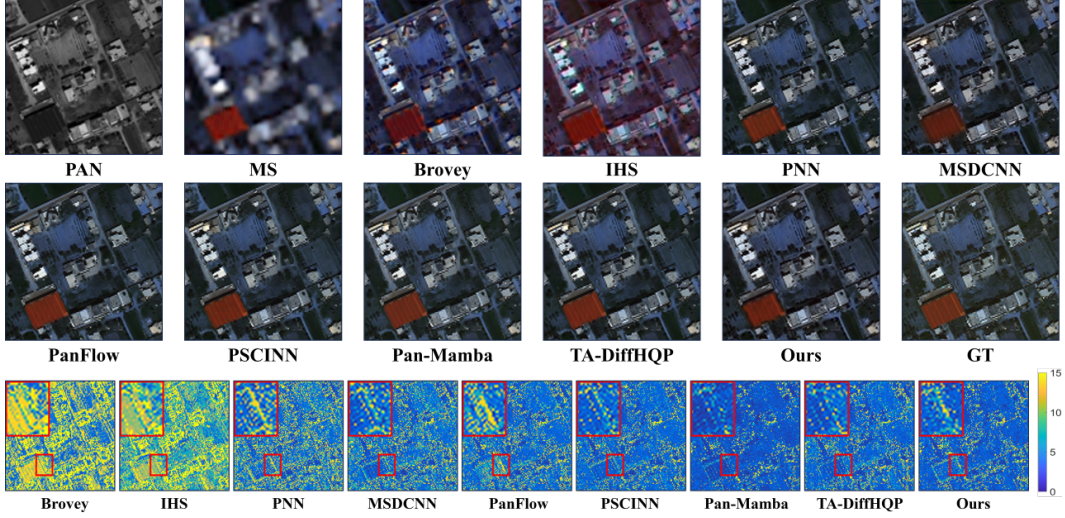 PAN MS Brovey IHS PNN MSDCNN
PanFlow PSCINN Pan-Mamba TA-DiffHQP Ours GT
15
10
5
0
Brovey IHS PNN MSDCNN PanFlow PSCINN Pan-Mamba TA-DiffHQP Ours